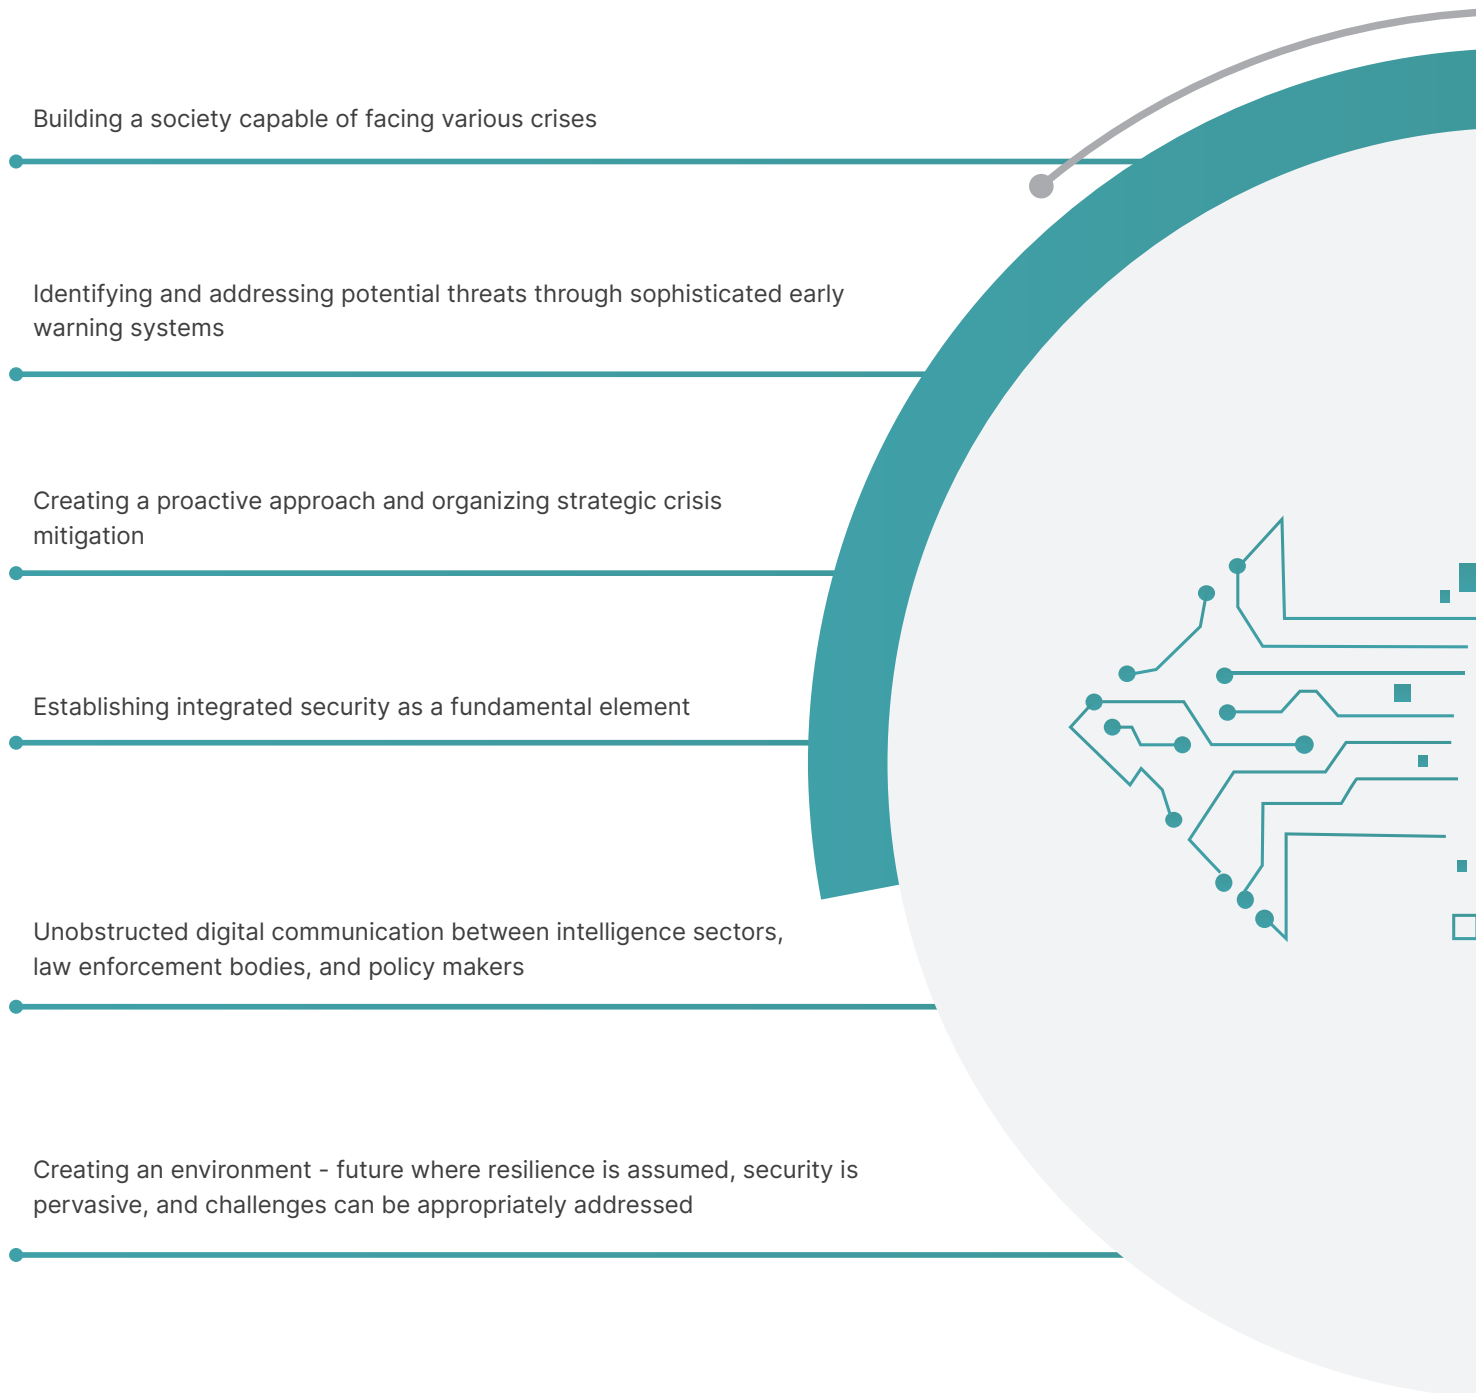 Building a society capable of facing various crises
Identifying and addressing potential threats through sophisticated early
warning systems
Creating a proactive approach and organizing strategic crisis
mitigation
Establishing integrated security as a fundamental element
Unobstructed digital communication between intelligence sectors,
law enforcement bodies, and policy makers
Creating an environment - future where resilience is assumed, security is
pervasive, and challenges can be appropriately addressed